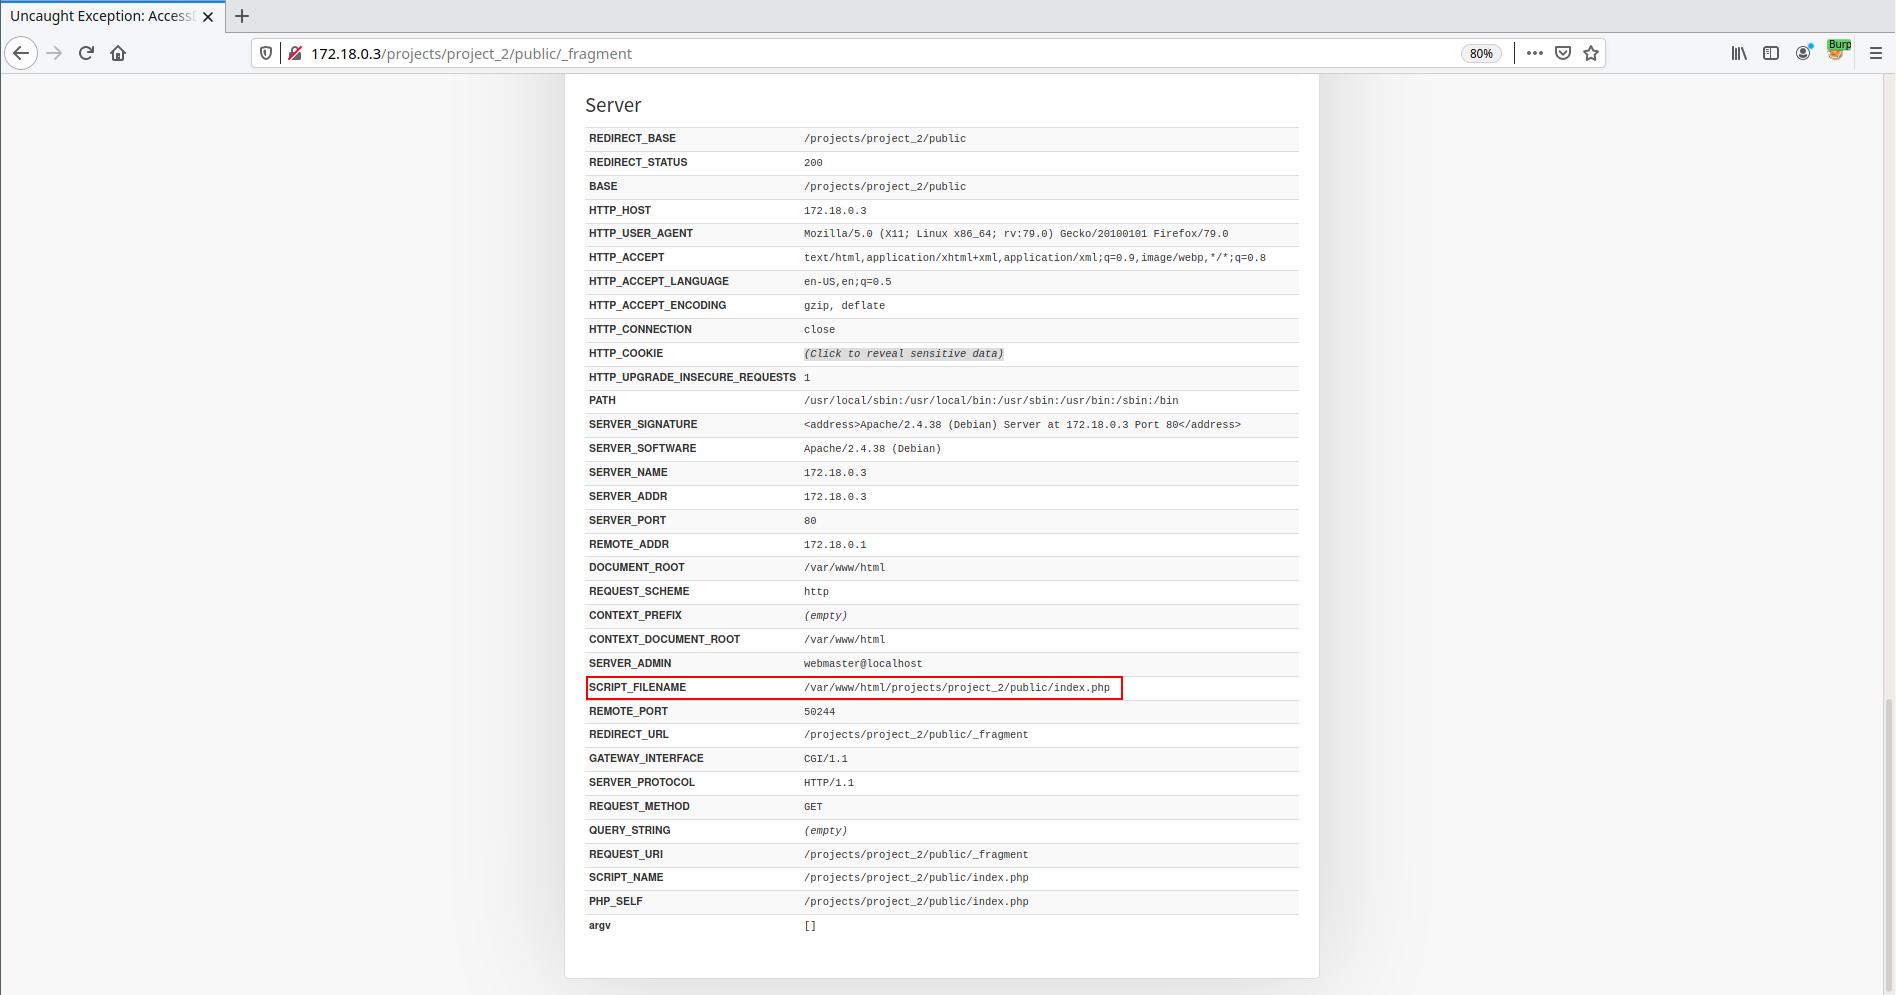 Uncaught Exception: Access
172.18.0.3/projects/project_2/public/_fragment
80%
Burp
Server
REDIRECT_BASE /projects/project_2/public
REDIRECT_STATUS 200
BASE /projects/project_2/public
HTTP_HOST 172.18.0.3
HTTP_USER_AGENT Mozilla/5.0 (X11; Linux x86_64; rv:79.0) Gecko/20100101 Firefox/79.0
HTTP_ACCEPT text/html,application/xhtml+xml,application/xml;q=0.9,image/webp,*/*;q=0.8
HTTP_ACCEPT_LANGUAGE en-US,en;q=0.5
HTTP_ACCEPT_ENCODING gzip, deflate
HTTP_CONNECTION close
HTTP_COOKIE (Click to reveal sensitive data)
HTTP_UPGRADE_INSECURE_REQUESTS 1
PATH /usr/local/sbin:/usr/local/bin:/usr/sbin:/usr/bin:/sbin:/bin
SERVER_SIGNATURE <address>Apache/2.4.38 (Debian) Server at 172.18.0.3 Port 80</address>
SERVER_SOFTWARE Apache/2.4.38 (Debian)
SERVER_NAME 172.18.0.3
SERVER_ADDR 172.18.0.3
SERVER_PORT 80
REMOTE_ADDR 172.18.0.1
DOCUMENT_ROOT /var/www/html
REQUEST_SCHEME http
CONTEXT_PREFIX (empty)
CONTEXT_DOCUMENT_ROOT /var/www/html
SERVER_ADMIN webmaster@localhost
SCRIPT_FILENAME /var/www/html/projects/project_2/public/index.php
REMOTE_PORT 50244
REDIRECT_URL /projects/project_2/public/_fragment
GATEWAY_INTERFACE CGI/1.1
SERVER_PROTOCOL HTTP/1.1
REQUEST_METHOD GET
QUERY_STRING (empty)
REQUEST_URI /projects/project_2/public/_fragment
SCRIPT_NAME /projects/project_2/public/index.php
PHP_SELF /projects/project_2/public/index.php
argv []